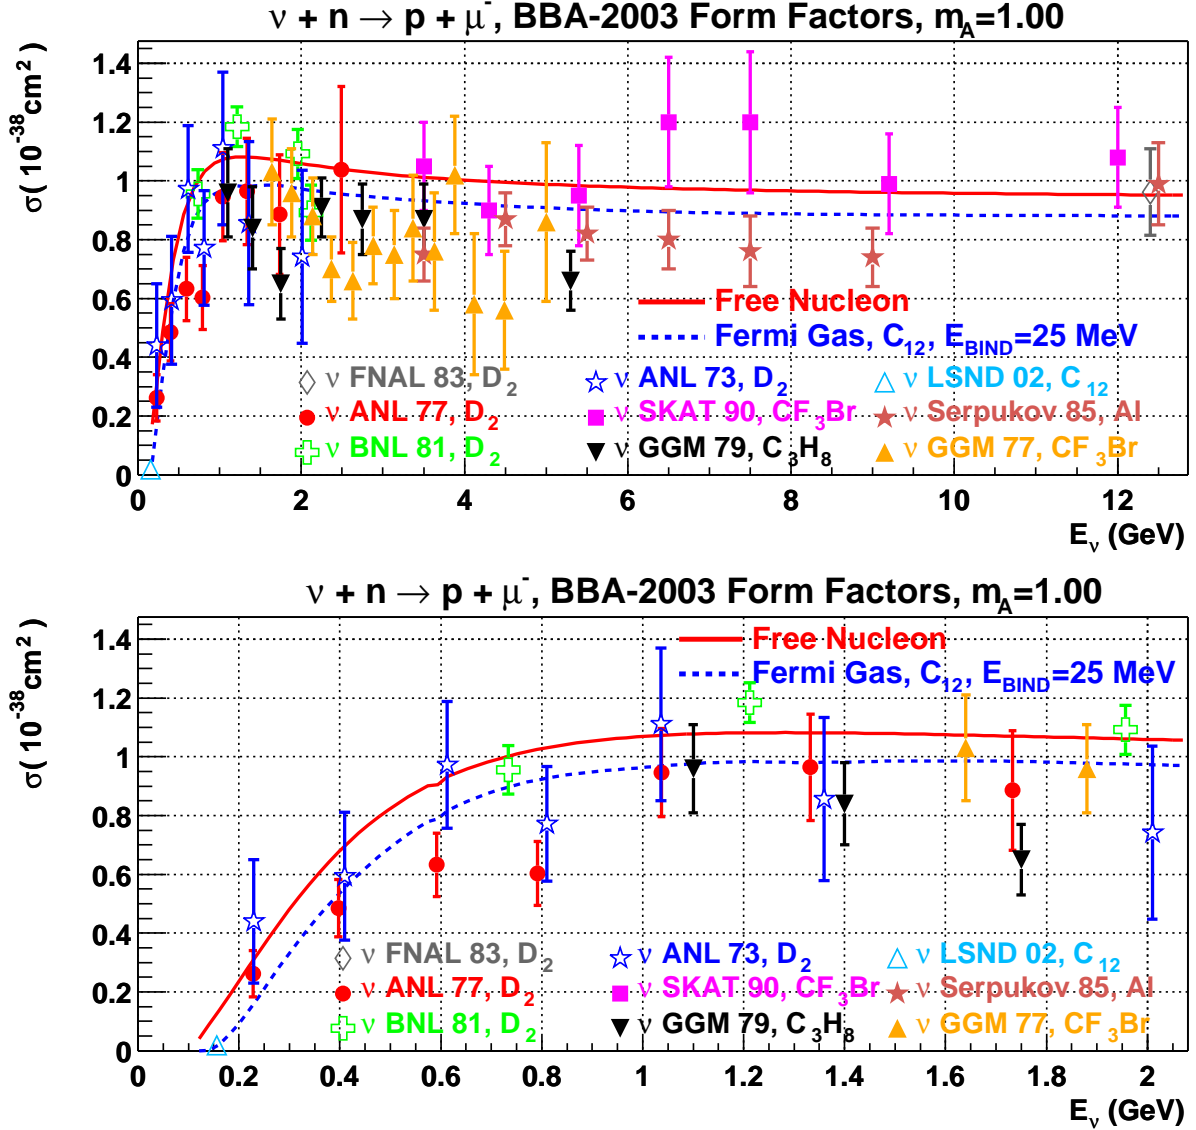 ν + n → p + μ⁻, BBA-2003 Form Factors, m_A=1.00
σ( 10⁻³⁸cm²)
1.4
1.2
1
0.8
0.6
0.4
0.2
0
Free Nucleon
Fermi Gas, C₁₂, E_BIND=25 MeV
ν FNAL 83, D₂
ν ANL 73, D₂
ν LSND 02, C₁₂
ν ANL 77, D₂
ν SKAT 90, CF₃Br
ν Serpukov 85, Al
ν BNL 81, D₂
ν GGM 79, C₃H₈
ν GGM 77, CF₃Br
0 2 4 6 8 10 12
E_ν (GeV)
ν + n → p + μ⁻, BBA-2003 Form Factors, m_A=1.00
σ( 10⁻³⁸cm²)
1.4
1.2
1
0.8
0.6
0.4
0.2
0
Free Nucleon
Fermi Gas, C₁₂, E_BIND=25 MeV
ν FNAL 83, D₂
ν ANL 73, D₂
ν LSND 02, C₁₂
ν ANL 77, D₂
ν SKAT 90, CF₃Br
ν Serpukov 85, Al
ν BNL 81, D₂
ν GGM 79, C₃H₈
ν GGM 77, CF₃Br
0 0.2 0.4 0.6 0.8 1 1.2 1.4 1.6 1.8 2
E_ν (GeV)